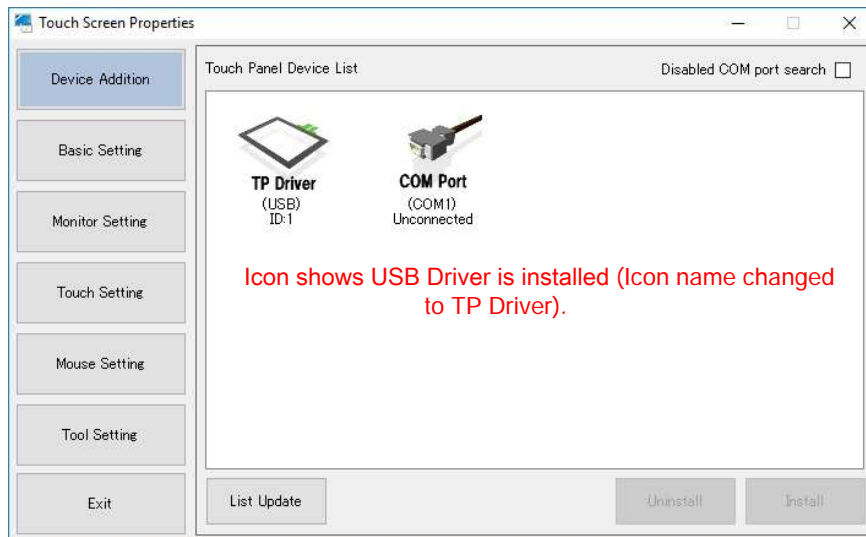 Touch Screen Properties
Device Addition
Basic Setting
Monitor Setting
Touch Setting
Mouse Setting
Tool Setting
Exit
Touch Panel Device List
Disabled COM port search
TP Driver
(USB)
ID:1
COM Port
(COM1)
Unconnected
Icon shows USB Driver is installed (Icon name changed
to TP Driver).
List Update
Uninstall
Install